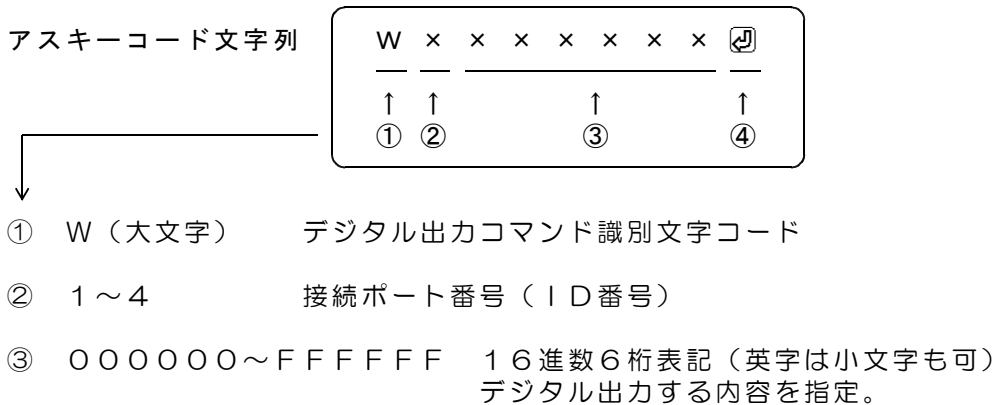 アスキーコード文字列 W × × × × × × × ⏎
↑ ↑ ↑ ↑
① ② ③ ④
① W(大文字) デジタル出力コマンド識別文字コード
② 1~4 接続ポート番号(ID番号)
③ 000000~FFFFFF 16進数6桁表記(英字は小文字も可)
デジタル出力する内容を指定。